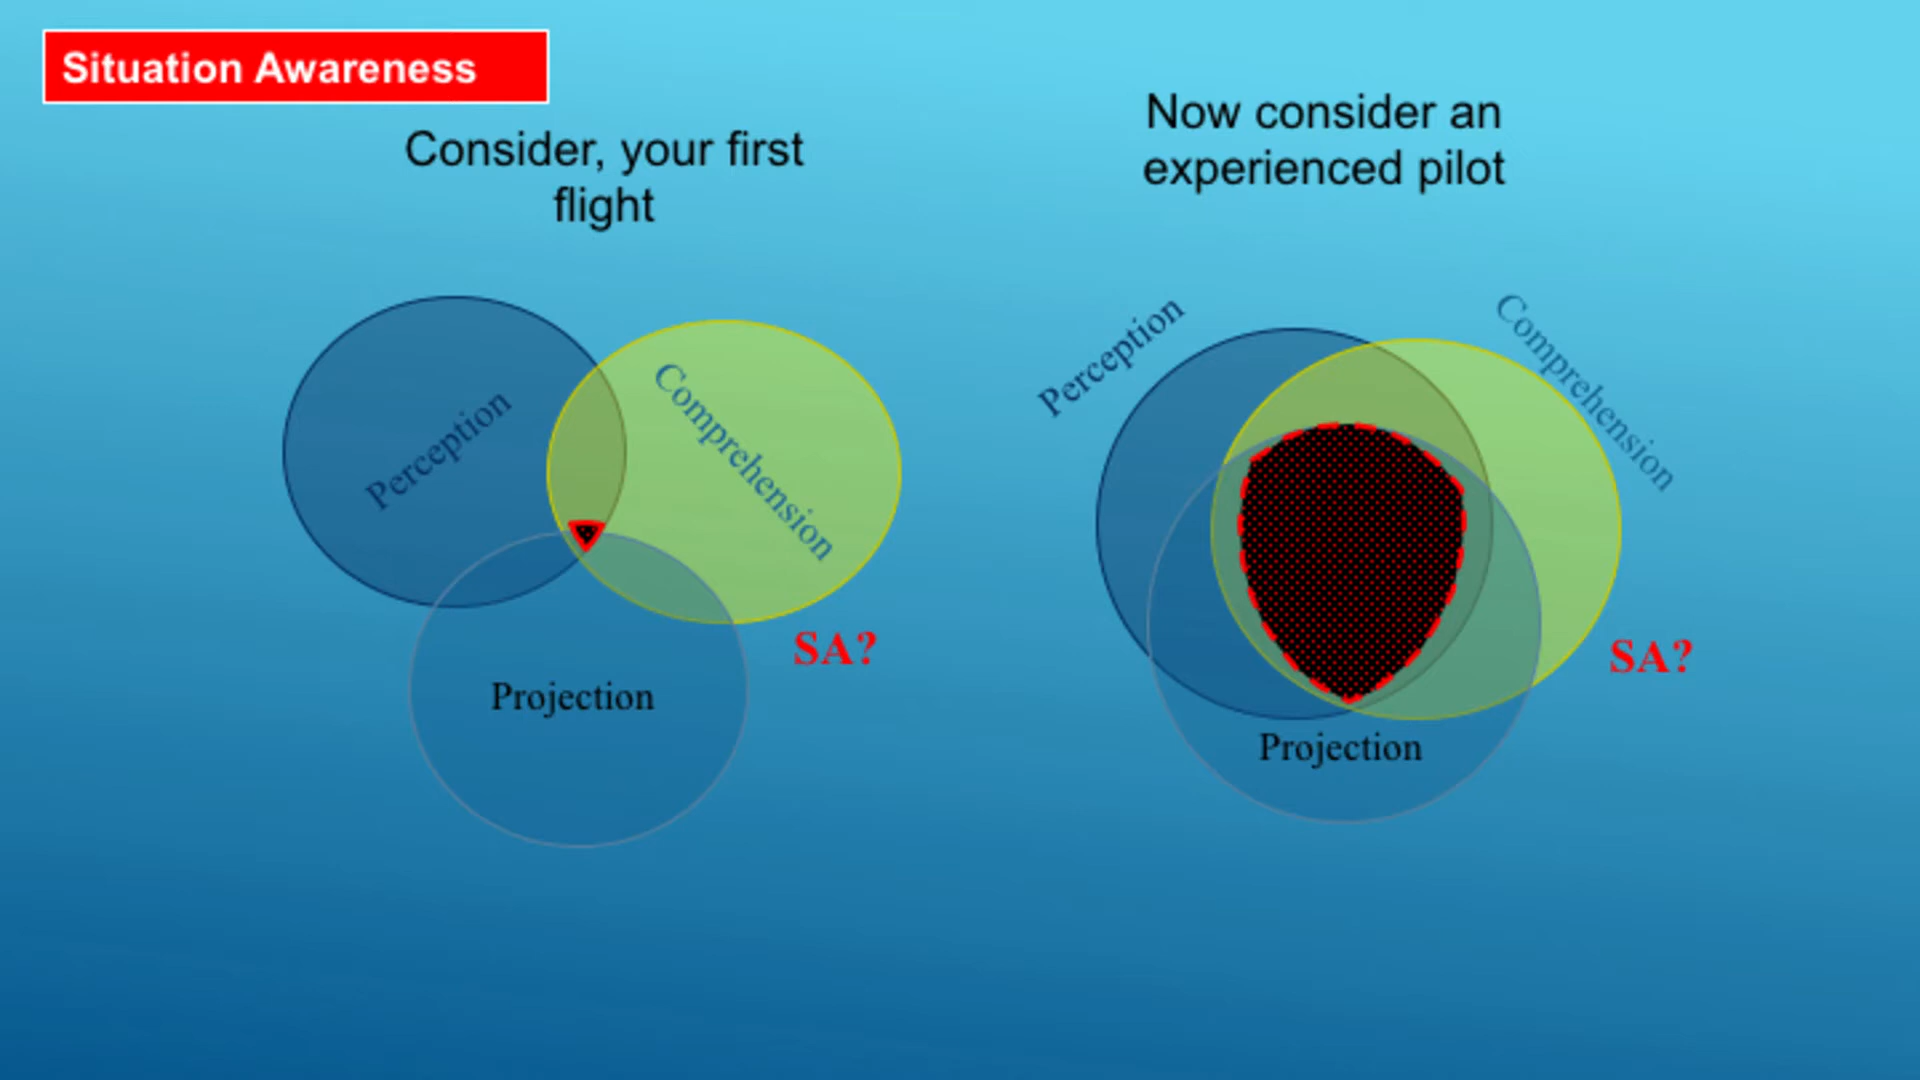 Situation Awareness
Consider, your first
flight
Now consider an
experienced pilot
Perception
Comprehension
Projection
SA?
Perception
Comprehension
Projection
SA?